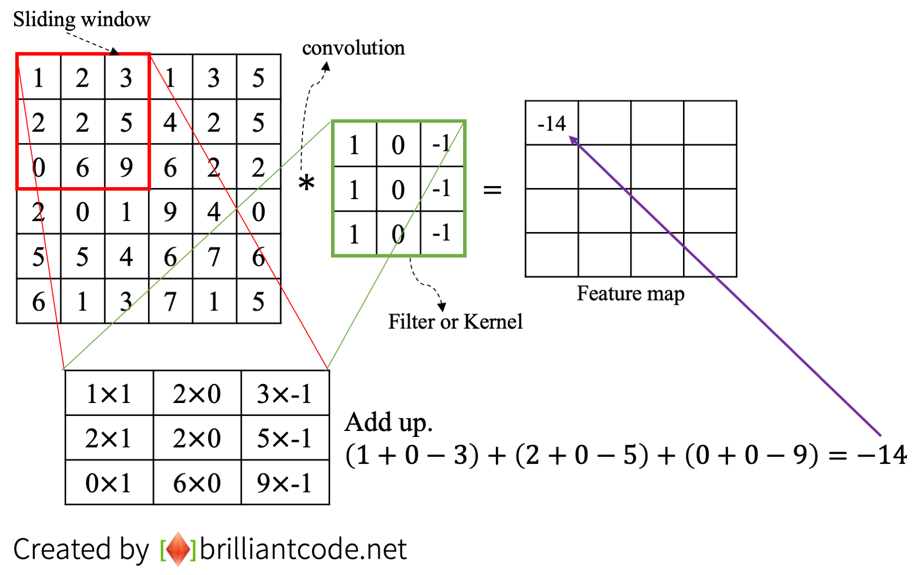 Sliding window
convolution
1 2 3 1 3 5
2 2 5 4 2 5
0 6 9 6 2 2
2 0 1 9 4 0
5 5 4 6 7 6
6 1 3 7 1 5
*
1 0 -1
1 0 -1
1 0 -1
=
-14
Feature map
Filter or Kernel
1×1 2×0 3×-1
2×1 2×0 5×-1
0×1 6×0 9×-1
Add up.
(1 + 0 − 3) + (2 + 0 − 5) + (0 + 0 − 9) = −14
Created by [ ]brilliantcode.net